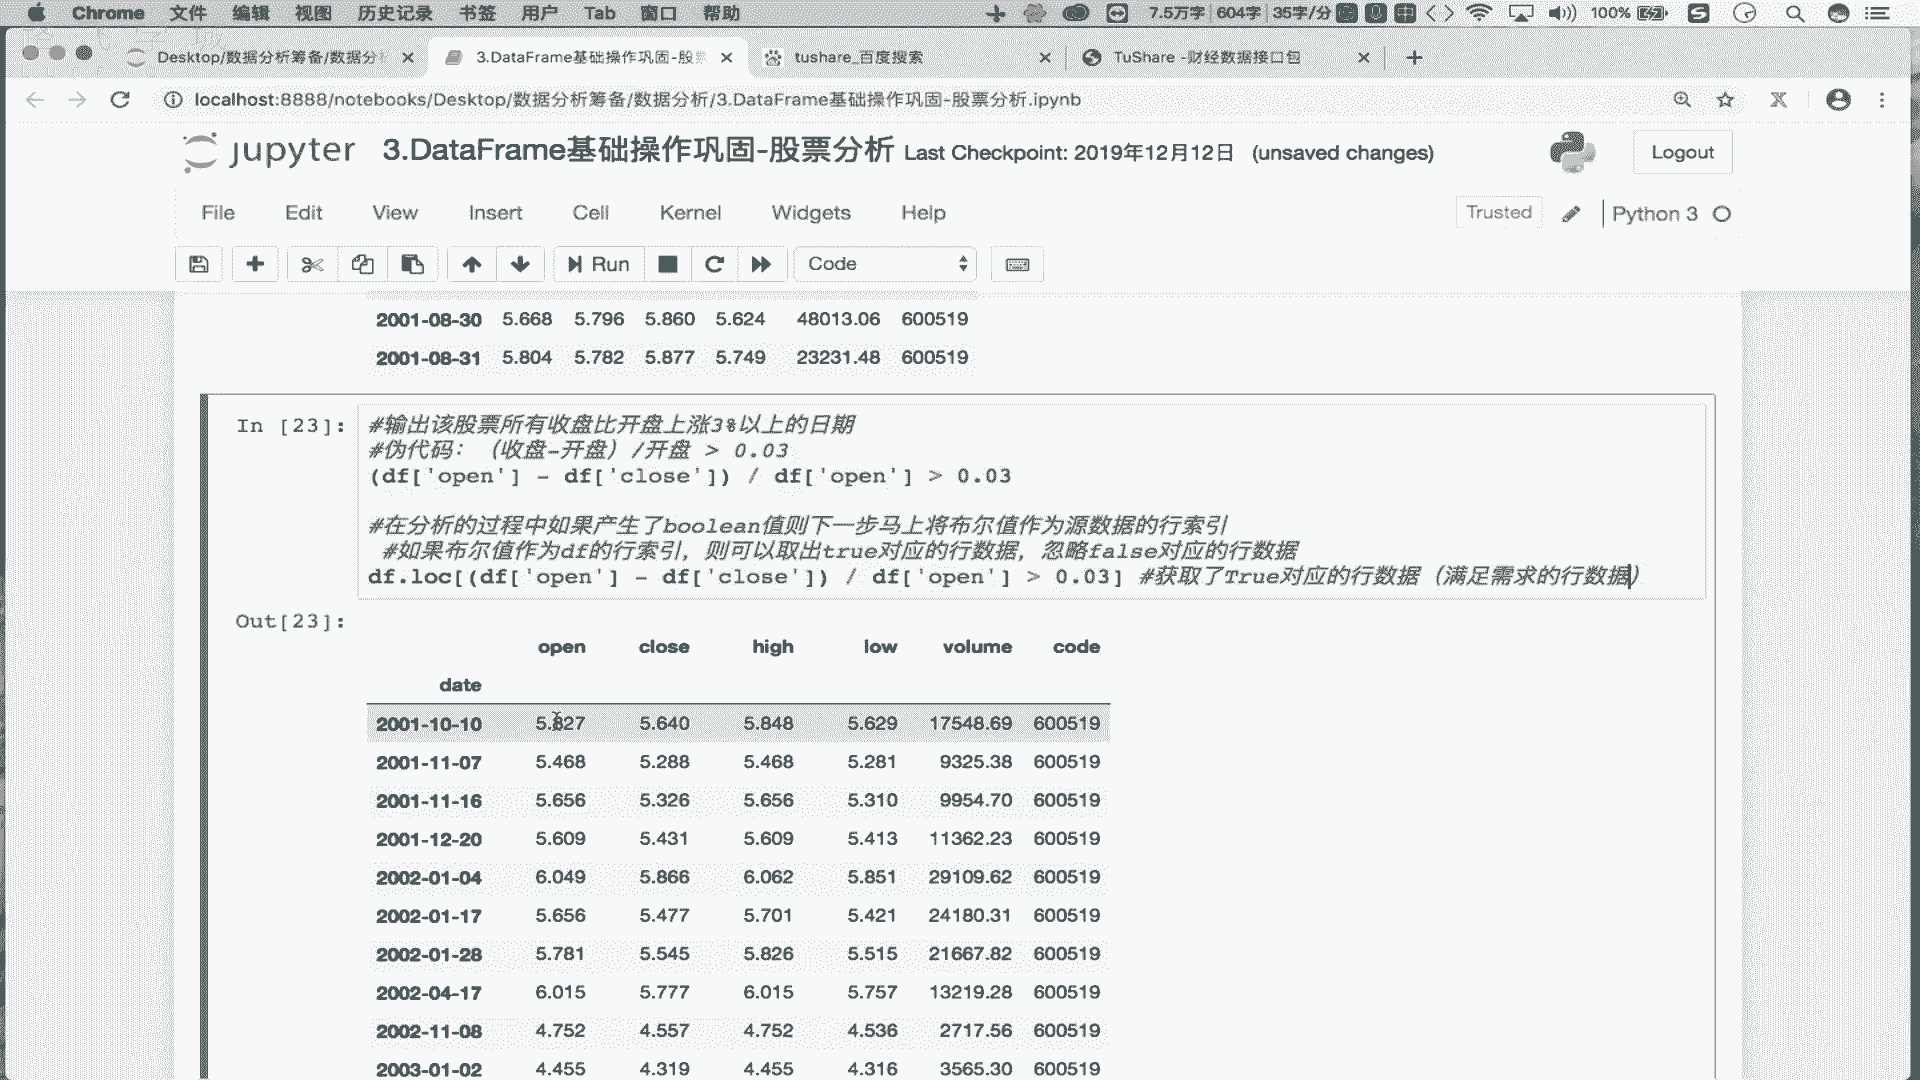 Chrome 文件 编辑 视图 历史记录 书签 用户 Tab 窗口 帮助 7.5万字 604字 35字/分 100%
Desktop/数据分析筹备/数据分 3.DataFrame基础操作巩固-股 tushare_百度搜索 TuShare -财经数据接口包
localhost:8888/notebooks/Desktop/数据分析筹备/数据分析/3.DataFrame基础操作巩固-股票分析.ipynb
jupyter 3.DataFrame基础操作巩固-股票分析 Last Checkpoint: 2019年12月12日 (unsaved changes) Logout
File Edit View Insert Cell Kernel Widgets Help Trusted Python 3
Run Code
2001-08-30 5.668 5.796 5.860 5.624 48013.06 600519
2001-08-31 5.804 5.782 5.877 5.749 23231.48 600519
In [23]: #输出该股票所有收盘比开盘上涨3%以上的日期
#伪代码：（收盘-开盘）/开盘 > 0.03
(df['open'] - df['close']) / df['open'] > 0.03
#在分析的过程中如果产生了boolean值则下一步马上将布尔值作为源数据的行索引
#如果布尔值作为df的行索引，则可以取出true对应的行数据，忽略false对应的行数据
df.loc[(df['open'] - df['close']) / df['open'] > 0.03] #获取了True对应的行数据（满足需求的行数据）
Out[23]:
open close high low volume code
date
2001-10-10 5.827 5.640 5.848 5.629 17548.69 600519
2001-11-07 5.468 5.288 5.468 5.281 9325.38 600519
2001-11-16 5.656 5.326 5.656 5.310 9954.70 600519
2001-12-20 5.609 5.431 5.609 5.413 11362.23 600519
2002-01-04 6.049 5.866 6.062 5.851 29109.62 600519
2002-01-17 5.656 5.477 5.701 5.421 24180.31 600519
2002-01-28 5.781 5.545 5.826 5.515 21667.82 600519
2002-04-17 6.015 5.777 6.015 5.757 13219.28 600519
2002-11-08 4.752 4.557 4.752 4.536 2717.56 600519
2003-01-02 4.455 4.319 4.455 4.316 3565.30 600519